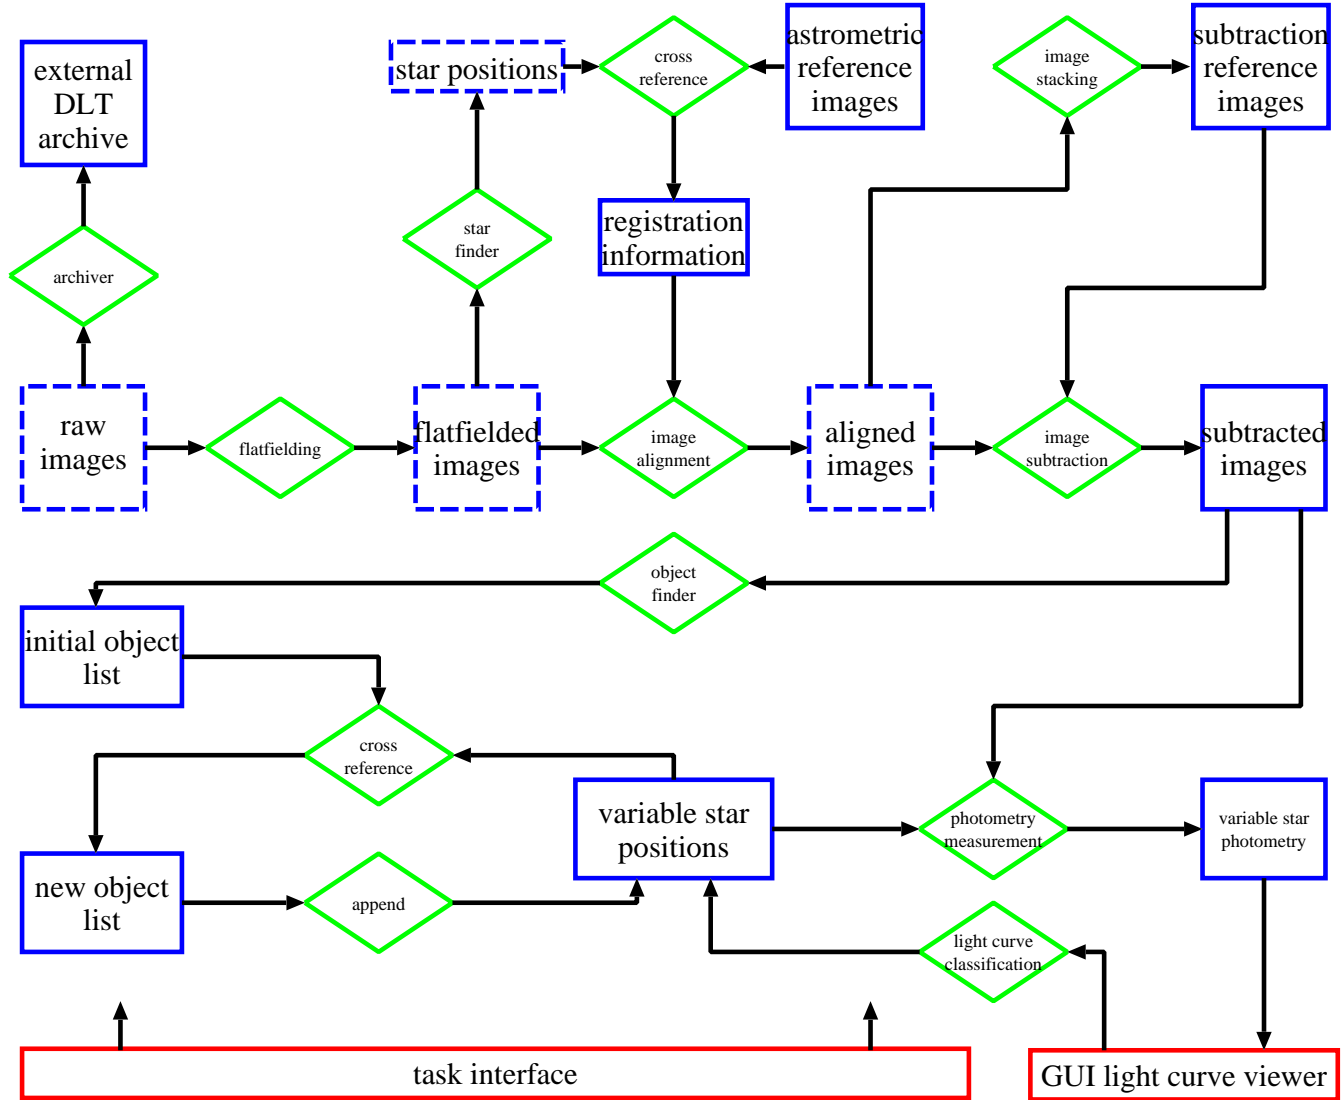 external
DLT
archive
star positions
cross
reference
astrometric
reference
images
image
stacking
subtraction
reference
images
archiver
star
finder
registration
information
raw
images
flatfielding
flatfielded
images
image
alignment
aligned
images
image
subtraction
subtracted
images
object
finder
initial object
list
cross
reference
variable star
positions
photometry
measurement
variable star
photometry
new object
list
append
light curve
classification
task interface
GUI light curve viewer